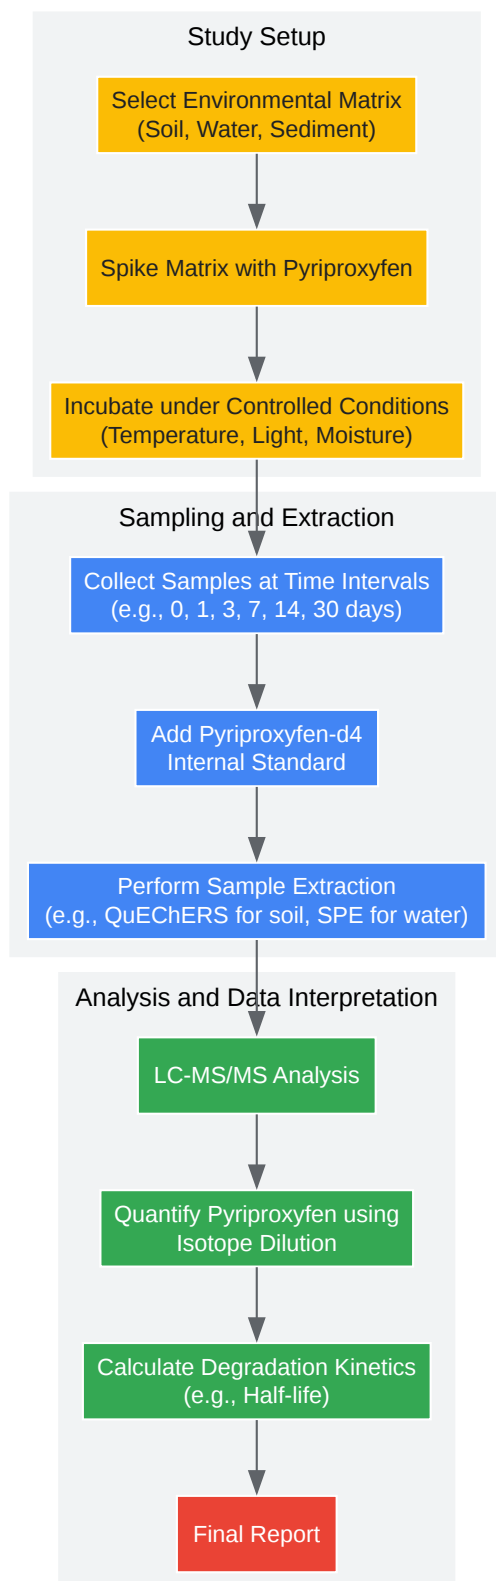 Study Setup
Select Environmental Matrix
(Soil, Water, Sediment)
Spike Matrix with Pyriproxyfen
Incubate under Controlled Conditions
(Temperature, Light, Moisture)
Sampling and Extraction
Collect Samples at Time Intervals
(e.g., 0, 1, 3, 7, 14, 30 days)
Add Pyriproxyfen-d4
Internal Standard
Perform Sample Extraction
(e.g., QuEChERS for soil, SPE for water)
Analysis and Data Interpretation
LC-MS/MS Analysis
Quantify Pyriproxyfen using
Isotope Dilution
Calculate Degradation Kinetics
(e.g., Half-life)
Final Report